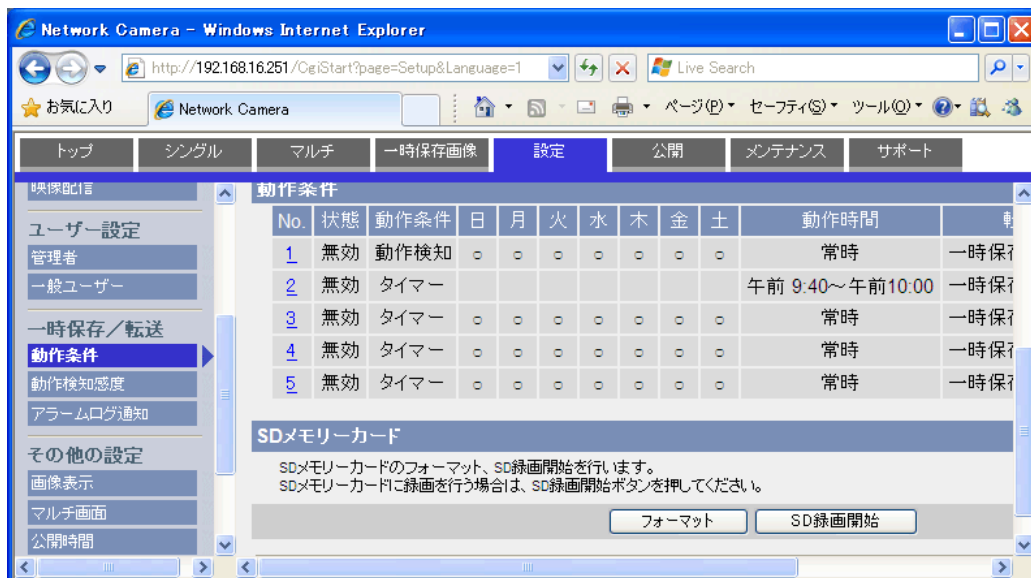 Network Camera - Windows Internet Explorer
http://192.168.16.251/CgiStart?page=Setup&Language=1
Live Search
お気に入り
Network Camera
ページ(P)
セーフティ(S)
ツール(O)
トップ
シングル
マルチ
一時保存画像
設定
公開
メンテナンス
サポート
映像配信
ユーザー設定
管理者
一般ユーザー
一時保存／転送
動作条件
動作検知感度
アラームログ通知
その他の設定
画像表示
マルチ画面
公開時間
動作条件
No. 状態 動作条件 日 月 火 水 木 金 土 動作時間
1 無効 動作検知 ○ ○ ○ ○ ○ ○ ○ 常時 一時保存
2 無効 タイマー 午前 9:40～午前10:00 一時保存
3 無効 タイマー ○ ○ ○ ○ ○ ○ ○ 常時 一時保存
4 無効 タイマー ○ ○ ○ ○ ○ ○ ○ 常時 一時保存
5 無効 タイマー ○ ○ ○ ○ ○ ○ ○ 常時 一時保存
SDメモリーカード
SDメモリーカードのフォーマット、SD録画開始を行います。
SDメモリーカードに録画を行う場合は、SD録画開始ボタンを押してください。
フォーマット
SD録画開始